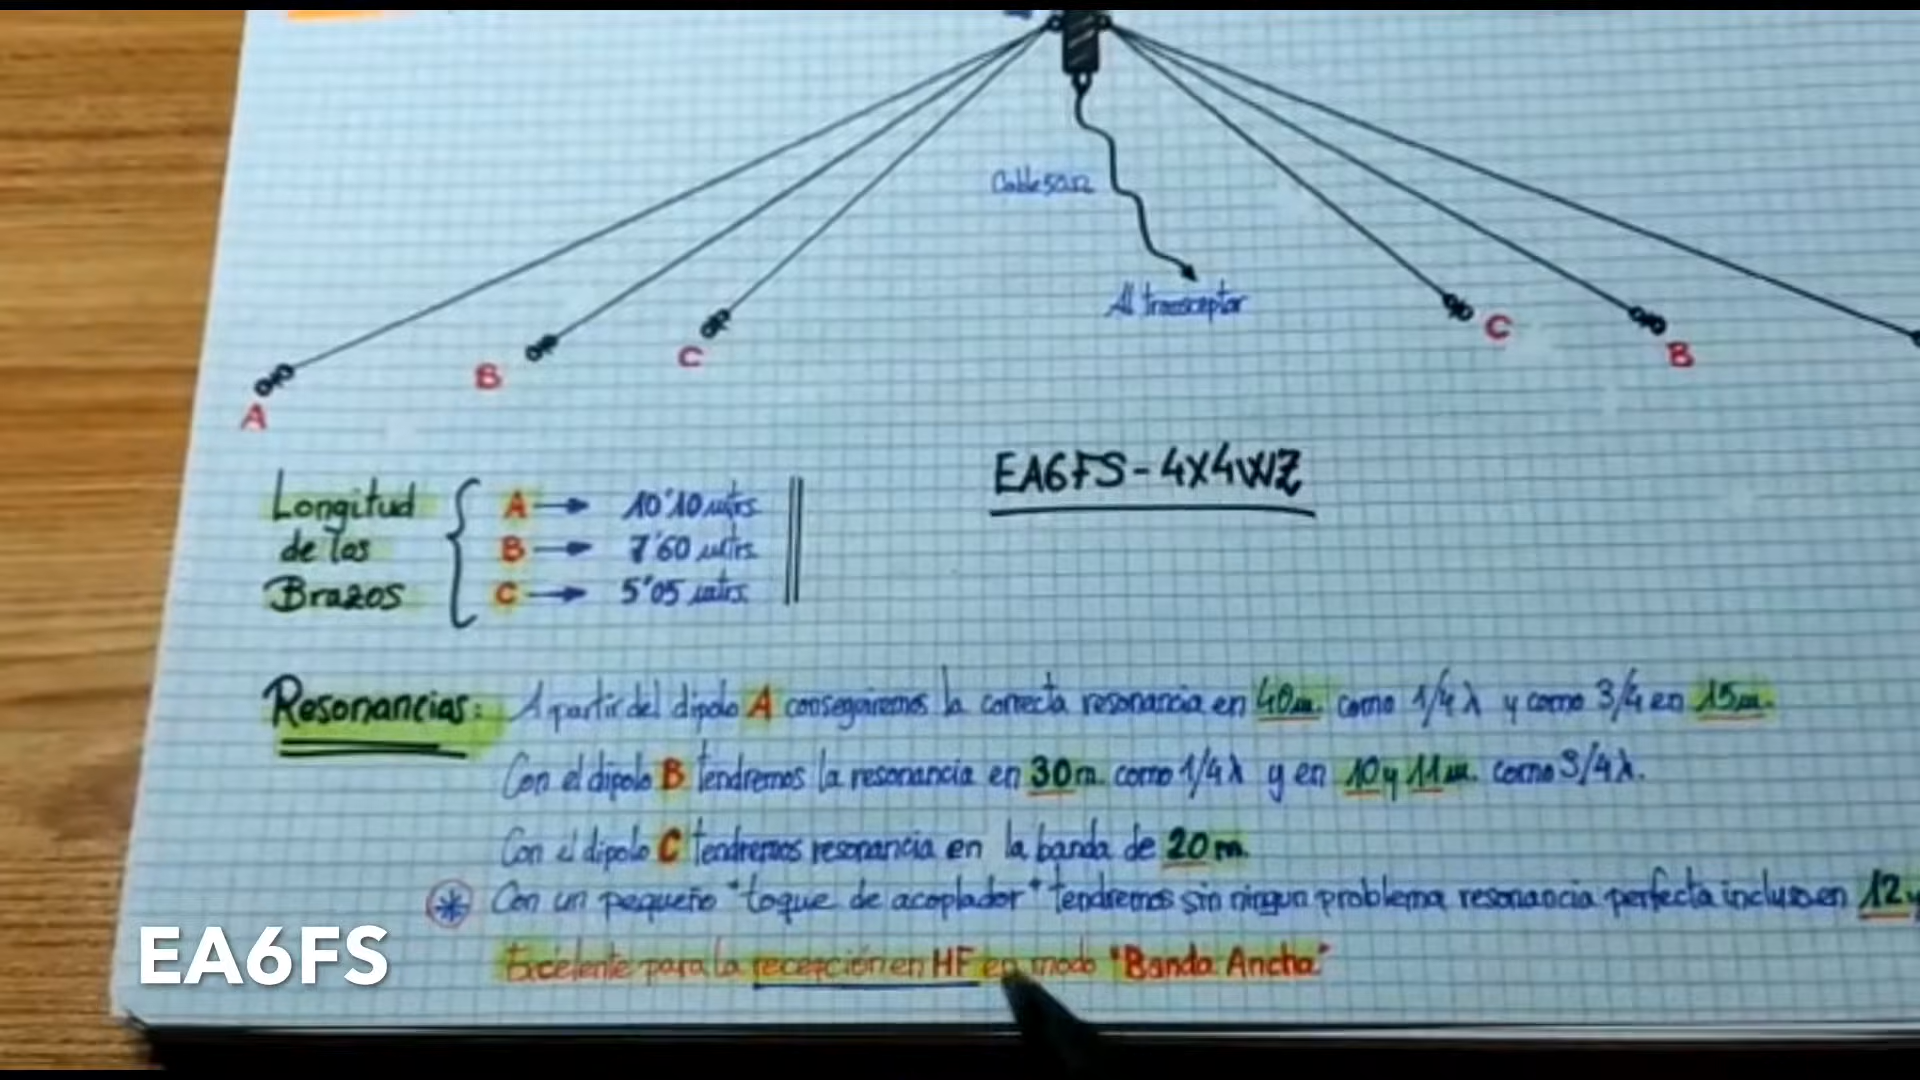 Cable 50Ω
Al transceptor
C
C
B
B
A
EA6FS - 4X4WZ
Longitud
de los
Brazos
A → 10'10 mtrs.
B → 7'60 mtrs.
C → 5'05 mtrs.
Resonancias: A partir del dipolo A conseguiremos la correcta resonancia en 40m. como 1/4 λ y como 3/4 en 15m.
Con el dipolo B tendremos la resonancia en 30m. como 1/4 λ y en 10 y 11m. como 3/4 λ.
Con el dipolo C tendremos resonancia en la banda de 20m.
Con un pequeño "toque de acoplador" tendremos sin ningun problema resonancia perfecta incluso en 12 y
Excelente para la recepción en HF en modo "Banda Ancha"
EA6FS